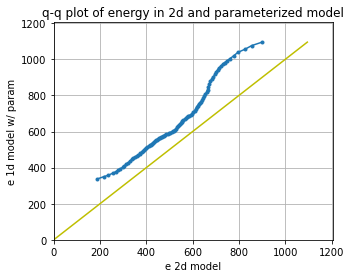 q-q plot of energy in 2d and parameterized model
1200
1000
800
600
400
200
0
e 1d model w/ param
0 200 400 600 800 1000 1200
e 2d model